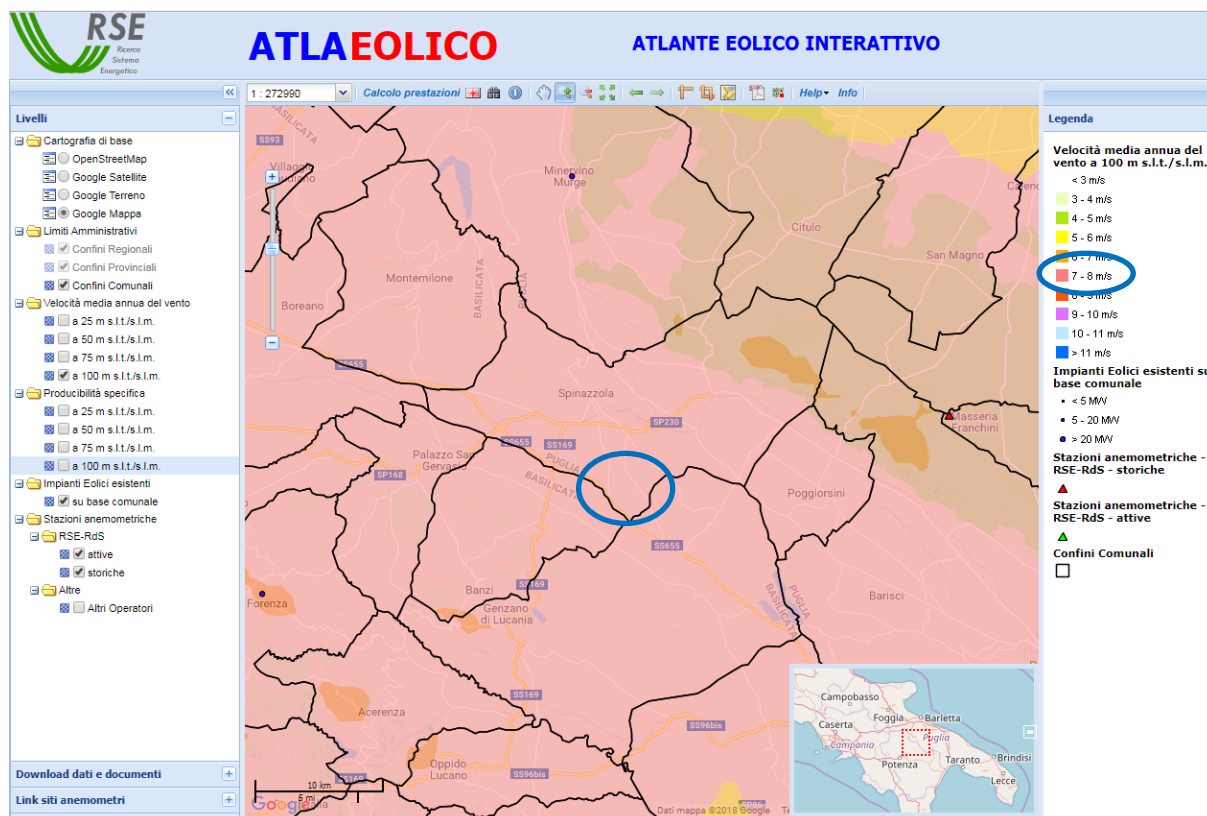 RSE
Ricerca
Sistema
Energetico
ATLAEOLICO
ATLANTE EOLICO INTERATTIVO
1 : 272990
Calcolo prestazioni
Help
Info
Livelli
Cartografia di base
OpenStreetMap
Google Satellite
Google Terreno
Google Mappa
Limiti Amministrativi
Confini Regionali
Confini Provinciali
Confini Comunali
Velocità media annua del vento
a 25 m s.l.t./s.l.m.
a 50 m s.l.t./s.l.m.
a 75 m s.l.t./s.l.m.
a 100 m s.l.t./s.l.m.
Producibilità specifica
a 25 m s.l.t./s.l.m.
a 50 m s.l.t./s.l.m.
a 75 m s.l.t./s.l.m.
a 100 m s.l.t./s.l.m.
Impianti Eolici esistenti
su base comunale
Stazioni anemometriche
RSE-RdS
attive
storiche
Altre
Altri Operatori
Download dati e documenti
Link siti anemometri
BASILICATA
SS93
Villaggio
Minervino
Murge
Citulo
San Magno
Montemilone
BASILICATA
PUGLIA
Boreano
SS655
Spinazzola
SP230
Masseria
Franchini
SS655
SS169
Palazzo San
Gervasio
SP168
PUGLIA
BASILICATA
Poggiorsini
SS655
Banzi
SS169
Genzano
di Lucania
Forenza
PUGLIA
BASILICATA
Barisci
SS169
Acerenza
SS96bis
Oppido
Lucano
SS96bis
SS169
10 km
5 mi
Google
SS96
Dati mappa ©2018 Google
Campobasso
Foggia
Barletta
Caserta
Campania
Puglia
Potenza
Taranto
Brindisi
Lecce
Legenda
Velocità media annua del
vento a 100 m s.l.t./s.l.m.
< 3 m/s
3 - 4 m/s
4 - 5 m/s
5 - 6 m/s
6 - 7 m/s
7 - 8 m/s
8 - 9 m/s
9 - 10 m/s
10 - 11 m/s
> 11 m/s
Impianti Eolici esistenti su
base comunale
< 5 MW
5 - 20 MW
> 20 MW
Stazioni anemometriche -
RSE-RdS - storiche
Stazioni anemometriche -
RSE-RdS - attive
Confini Comunali